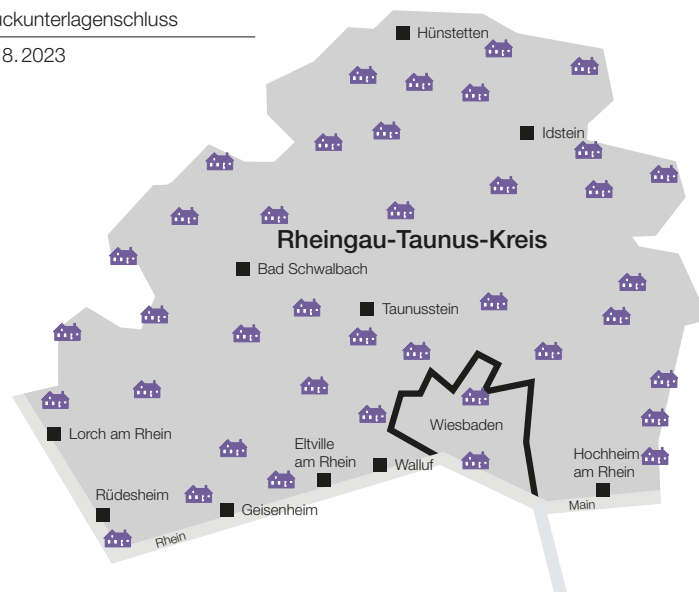 8.2023
Hünstetten
Idstein
Rheingau-Taunus-Kreis
Bad Schwalbach
Taunusstein
Wiesbaden
Lorch am Rhein
Eltville
am Rhein
Walluf
Hochheim
am Rhein
Rüdesheim
Geisenheim
Main
Rhein